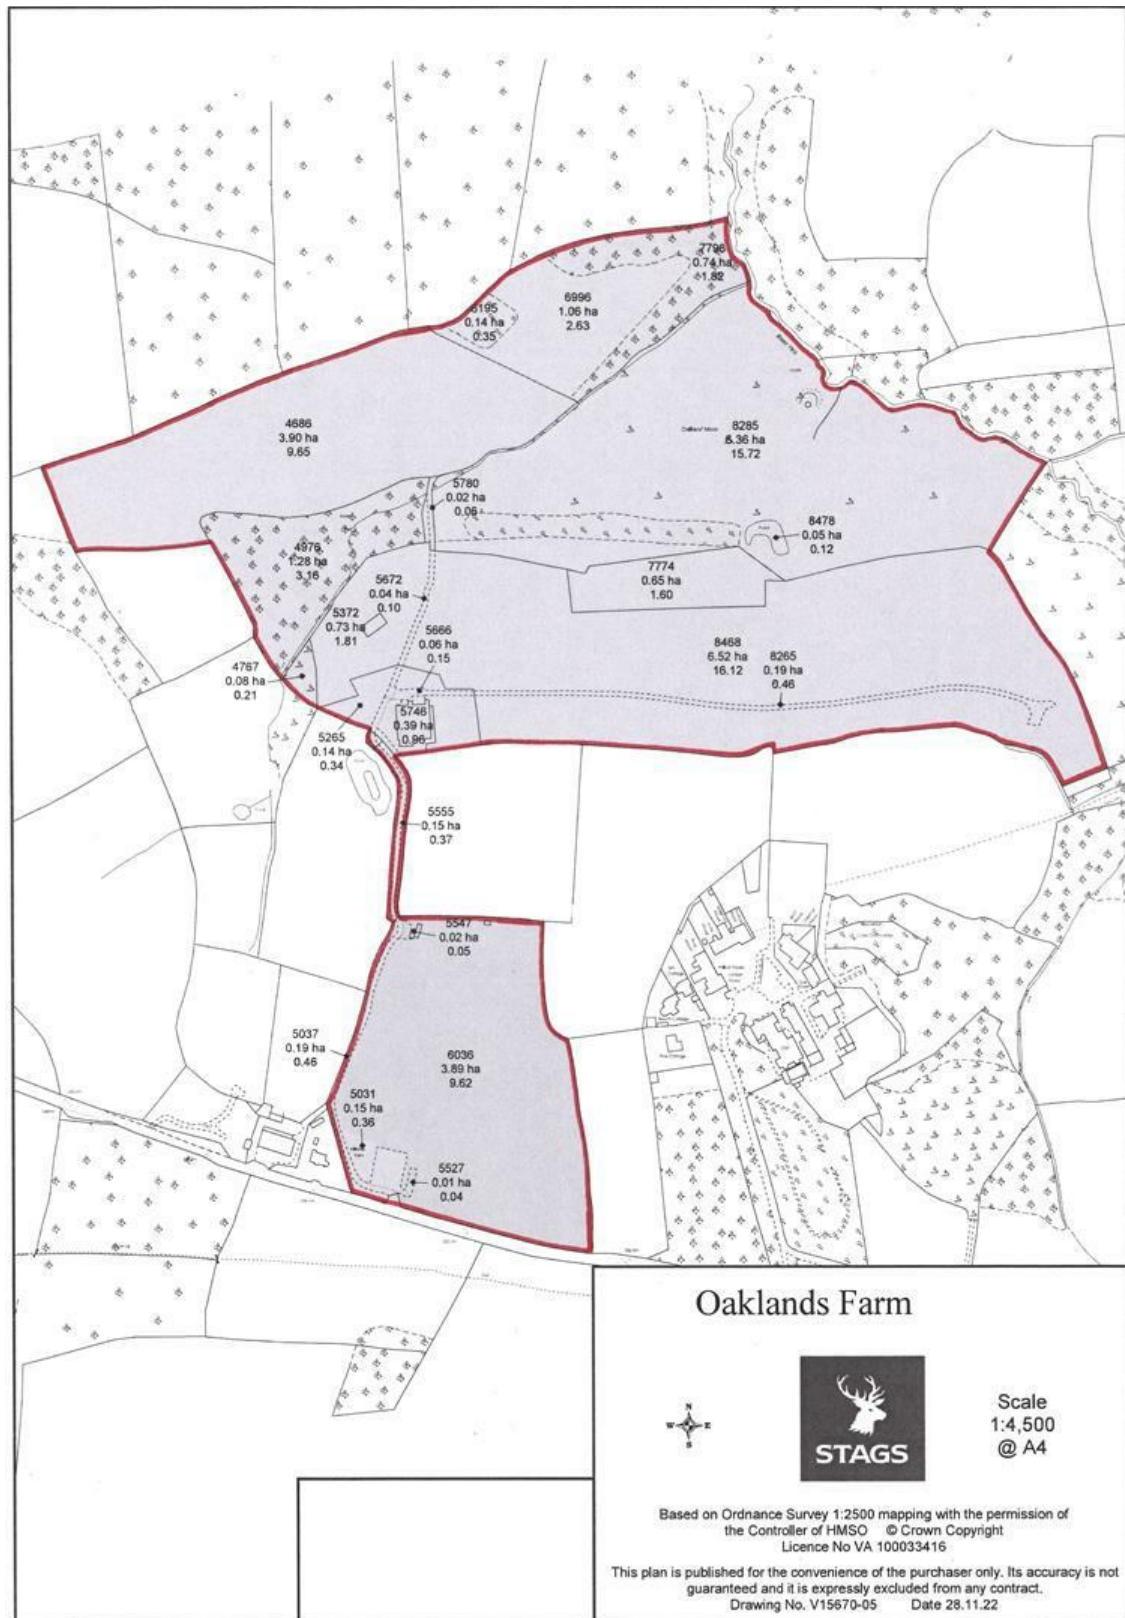 7796
0.74 ha
1.82
6996
1.06 ha
2.63
6195
0.14 ha
0.35
4686
3.90 ha
9.65
8285
6.36 ha
15.72
5780
0.02 ha
0.06
8478
0.05 ha
0.12
4976
1.28 ha
3.16
7774
0.65 ha
1.60
5672
0.04 ha
0.10
5372
0.73 ha
1.81
5666
0.06 ha
0.15
8468
6.52 ha
16.12
8265
0.19 ha
0.46
4767
0.08 ha
0.21
5746
0.39 ha
0.96
5265
0.14 ha
0.34
5555
0.15 ha
0.37
5547
0.02 ha
0.05
5037
0.19 ha
0.46
6036
3.89 ha
9.62
5031
0.15 ha
0.36
5527
0.01 ha
0.04
Oaklands Farm
N
W E
S
STAGS
Scale
1:4,500
@ A4
Based on Ordnance Survey 1:2500 mapping with the permission of
the Controller of HMSO © Crown Copyright
Licence No VA 100033416
This plan is published for the convenience of the purchaser only. Its accuracy is not
guaranteed and it is expressly excluded from any contract.
Drawing No. V15670-05 Date 28.11.22